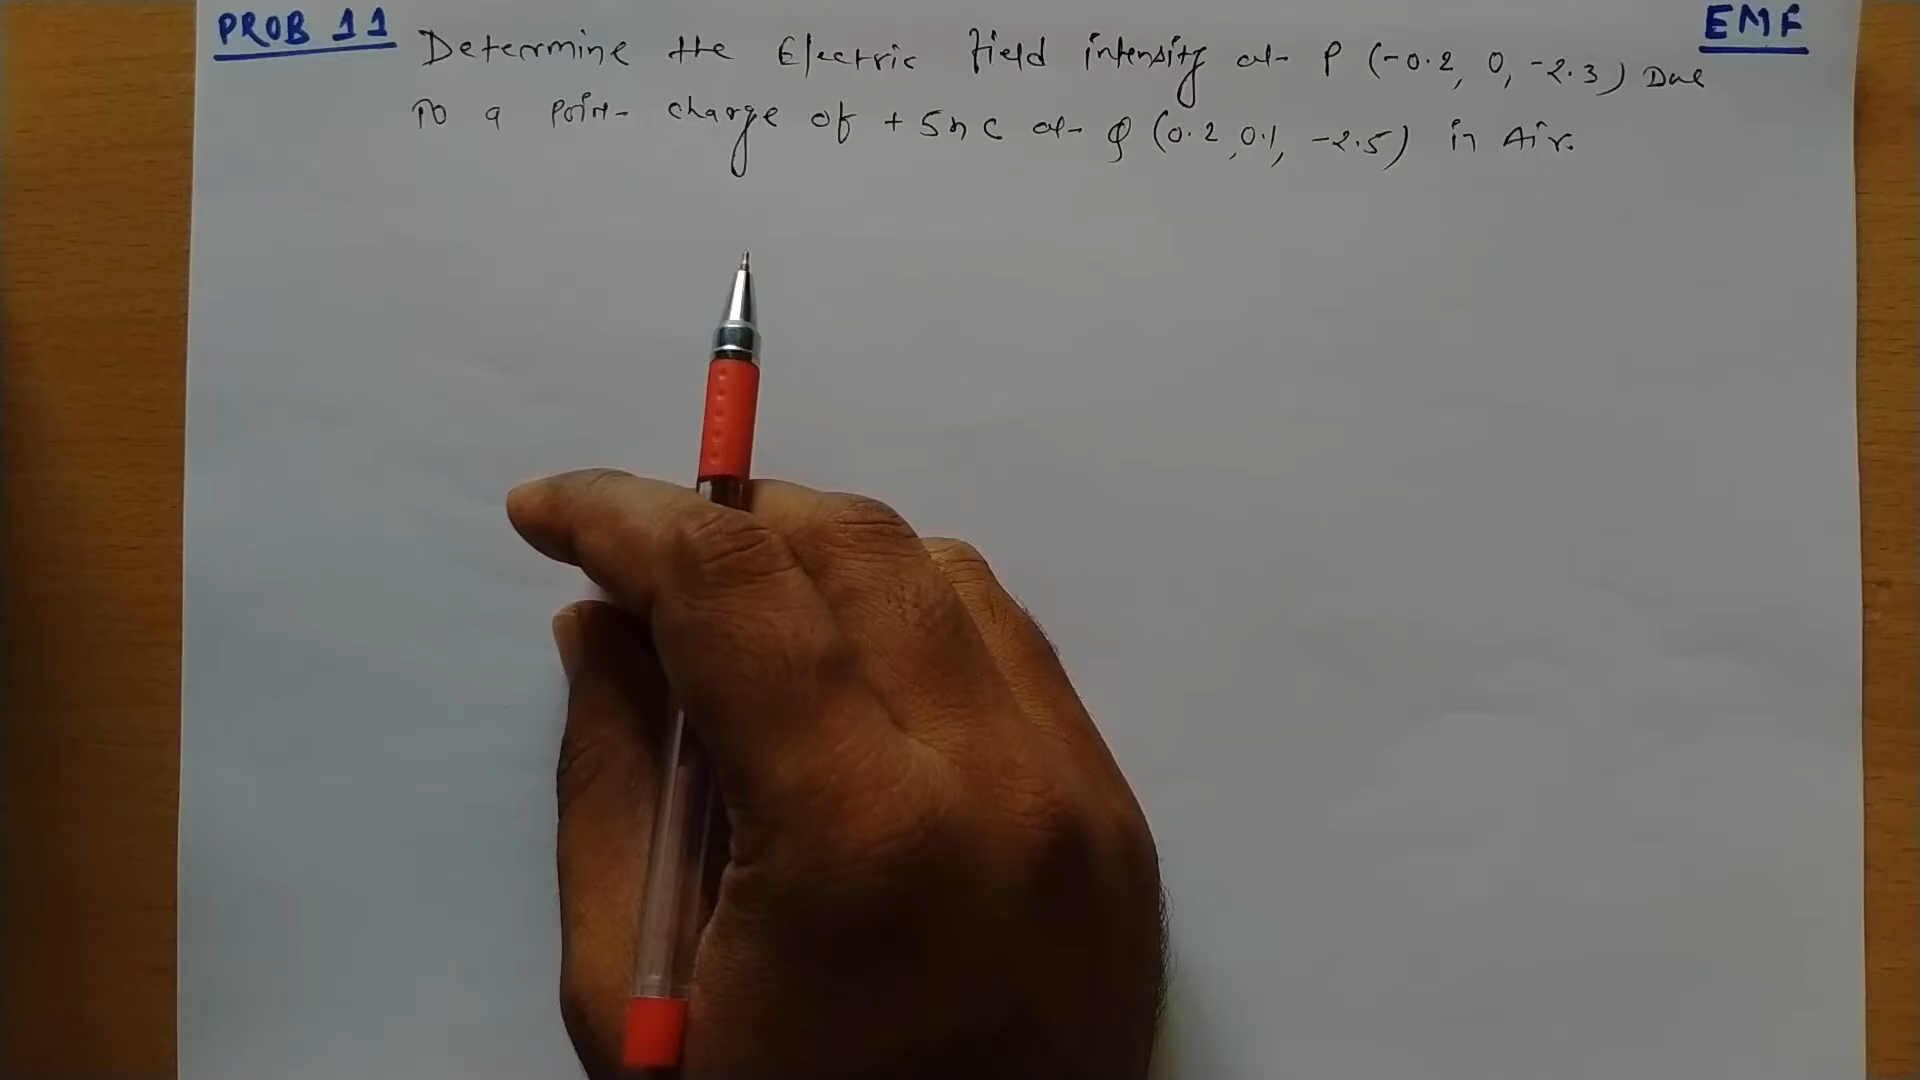 PROB 11 Determine the Electric field intensity at P (-0.2, 0, -2.3) Due EMF
To a point charge of +5nC at Q (0.2, 0.1, -2.5) in Air.